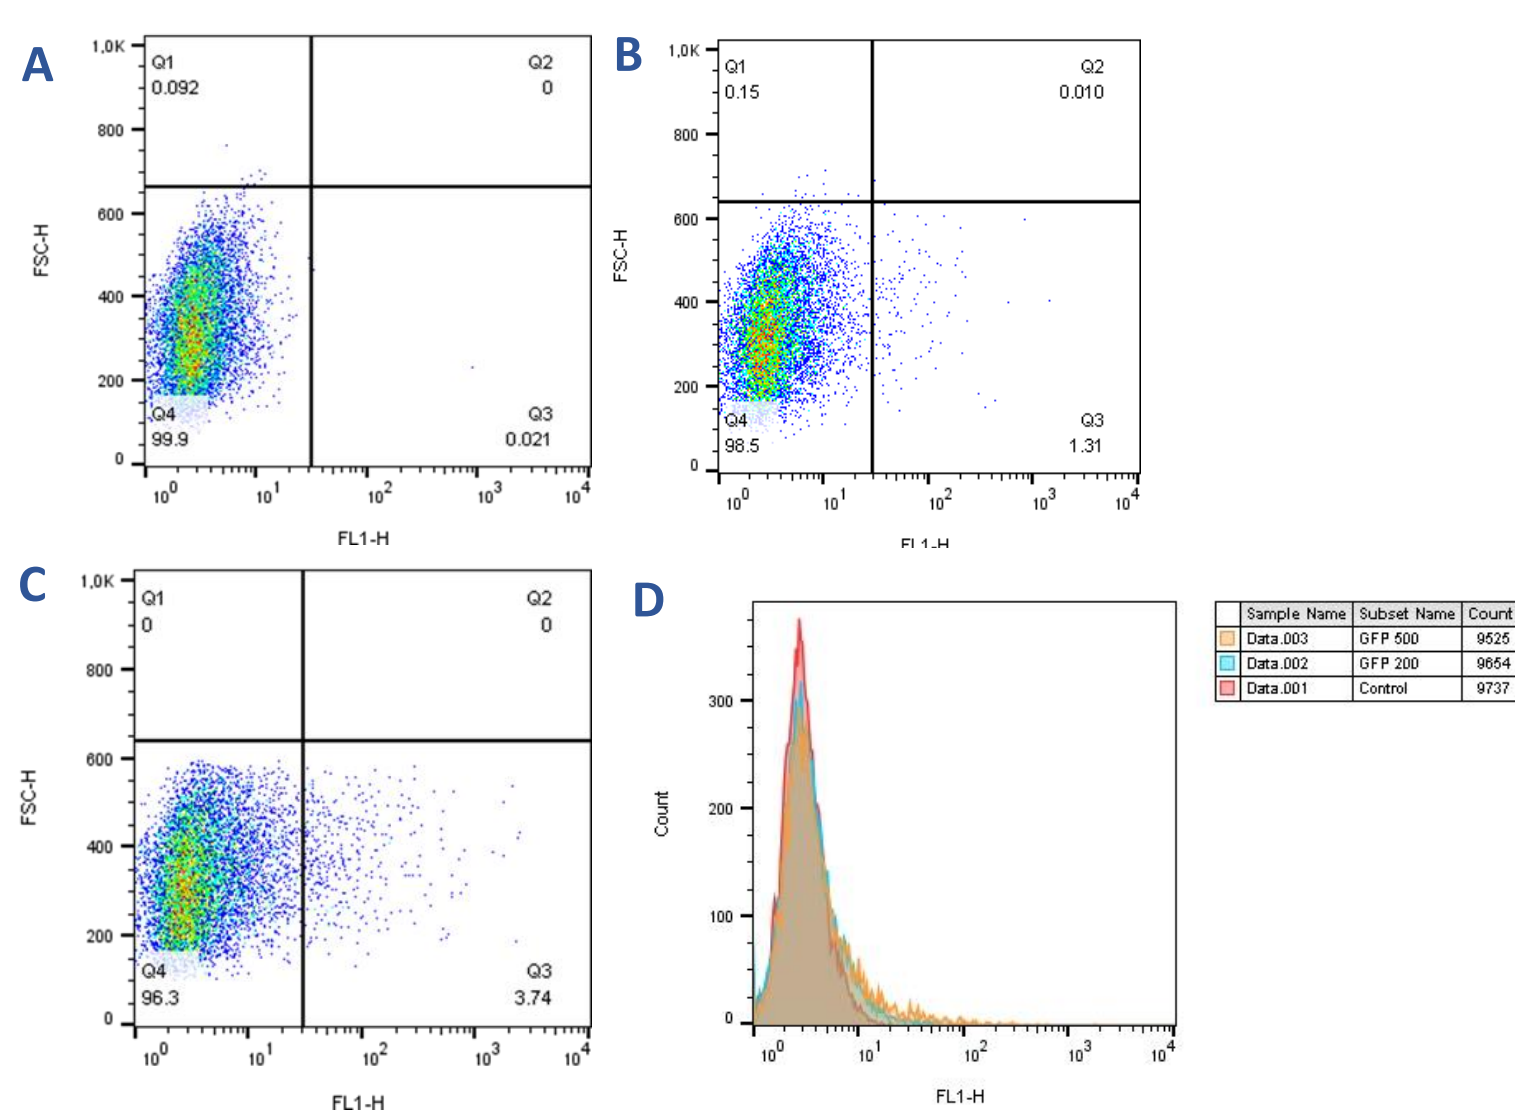 A
1,0K
800
600
400
200
0
FSC-H
Q1
0.092
Q2
0
Q4
99.9
Q3
0.021
10^0 10^1 10^2 10^3 10^4
FL1-H
B
1,0K
800
600
400
200
0
FSC-H
Q1
0.15
Q2
0.010
Q4
98.5
Q3
1.31
10^0 10^1 10^2 10^3 10^4
FL1-H
C
1,0K
800
600
400
200
0
FSC-H
Q1
0
Q2
0
Q4
96.3
Q3
3.74
10^0 10^1 10^2 10^3 10^4
FL1-H
D
300
200
100
0
Count
10^0 10^1 10^2 10^3 10^4
FL1-H
Sample Name Subset Name Count
Data.003 GFP 500 9525
Data.002 GFP 200 9654
Data.001 Control 9737